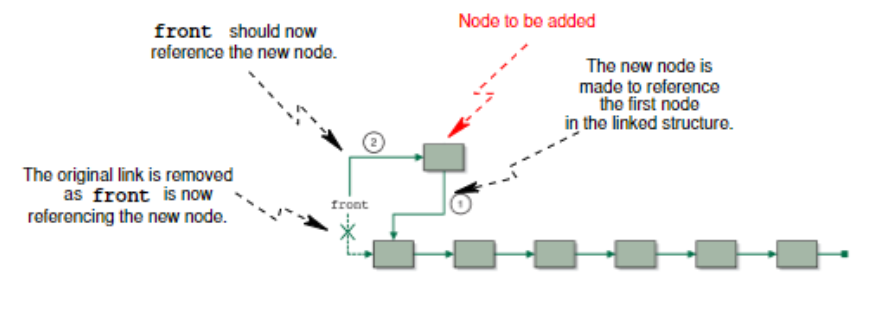 front should now
reference the new node.
Node to be added
The new node is
made to reference
the first node
in the linked structure.
2
The original link is removed
as front is now
referencing the new node.
front
1